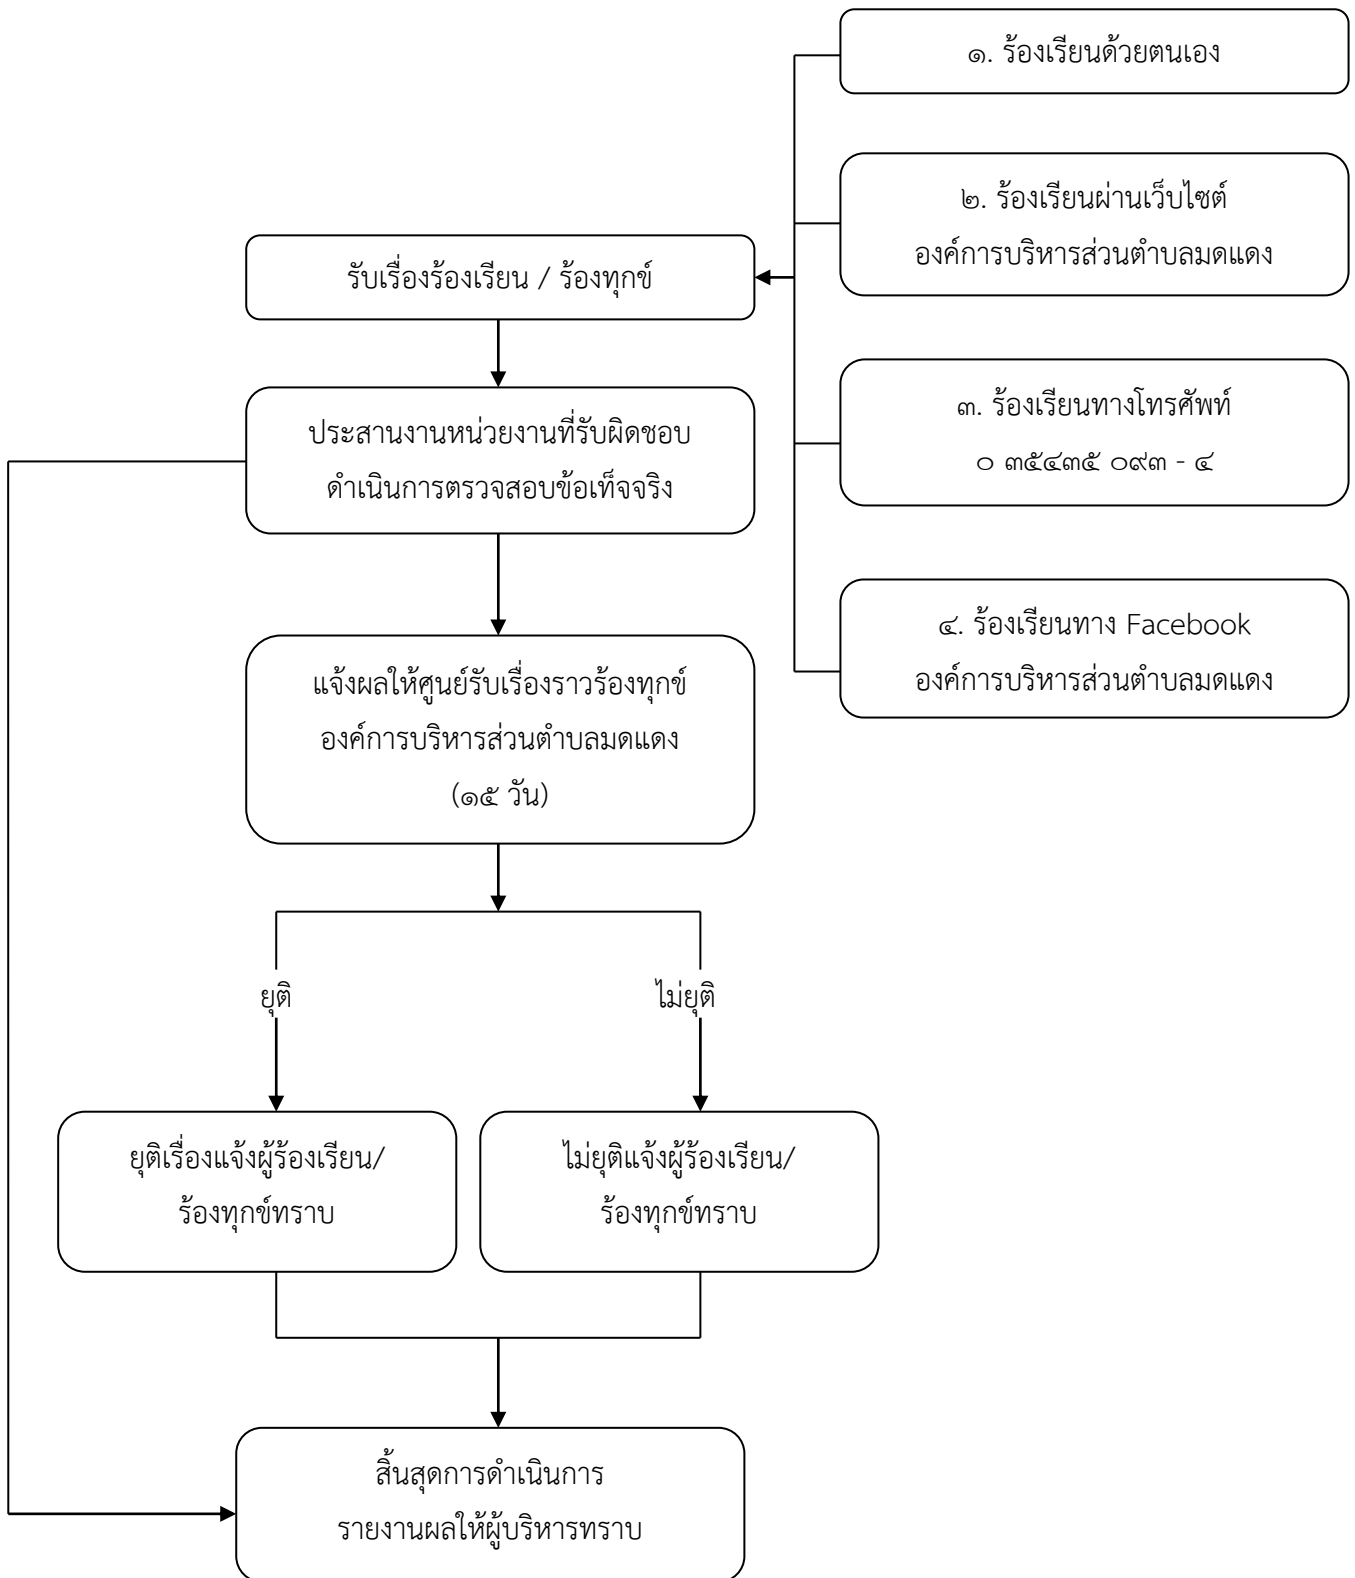 ๑. ร้องเรียนด้วยตนเอง
๒. ร้องเรียนผ่านเว็บไซต์
องค์การบริหารส่วนตำบลมดแดง
รับเรื่องร้องเรียน / ร้องทุกข์
๓. ร้องเรียนทางโทรศัพท์
๐ ๓๕๔๓๕ ๐๙๓ - ๔
ประสานงานหน่วยงานที่รับผิดชอบ
ดำเนินการตรวจสอบข้อเท็จจริง
๔. ร้องเรียนทาง Facebook
องค์การบริหารส่วนตำบลมดแดง
แจ้งผลให้ศูนย์รับเรื่องราวร้องทุกข์
องค์การบริหารส่วนตำบลมดแดง
(๑๕ วัน)
ยุติ
ไม่ยุติ
ยุติเรื่องแจ้งผู้ร้องเรียน/
ร้องทุกข์ทราบ
ไม่ยุติแจ้งผู้ร้องเรียน/
ร้องทุกข์ทราบ
สิ้นสุดการดำเนินการ
รายงานผลให้ผู้บริหารทราบ